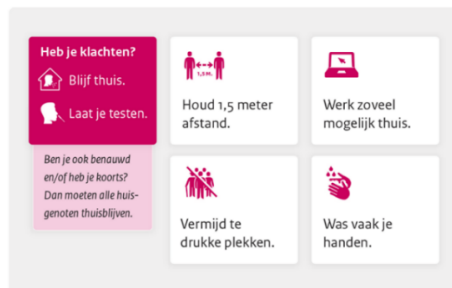 Heb je klachten?
Blijf thuis.
Laat je testen.
Ben je ook benauwd
en/of heb je koorts?
Dan moeten alle huis-
genoten thuisblijven.
1,5 M.
Houd 1,5 meter
afstand.
Werk zoveel
mogelijk thuis.
Vermijd te
drukke plekken.
Was vaak je
handen.